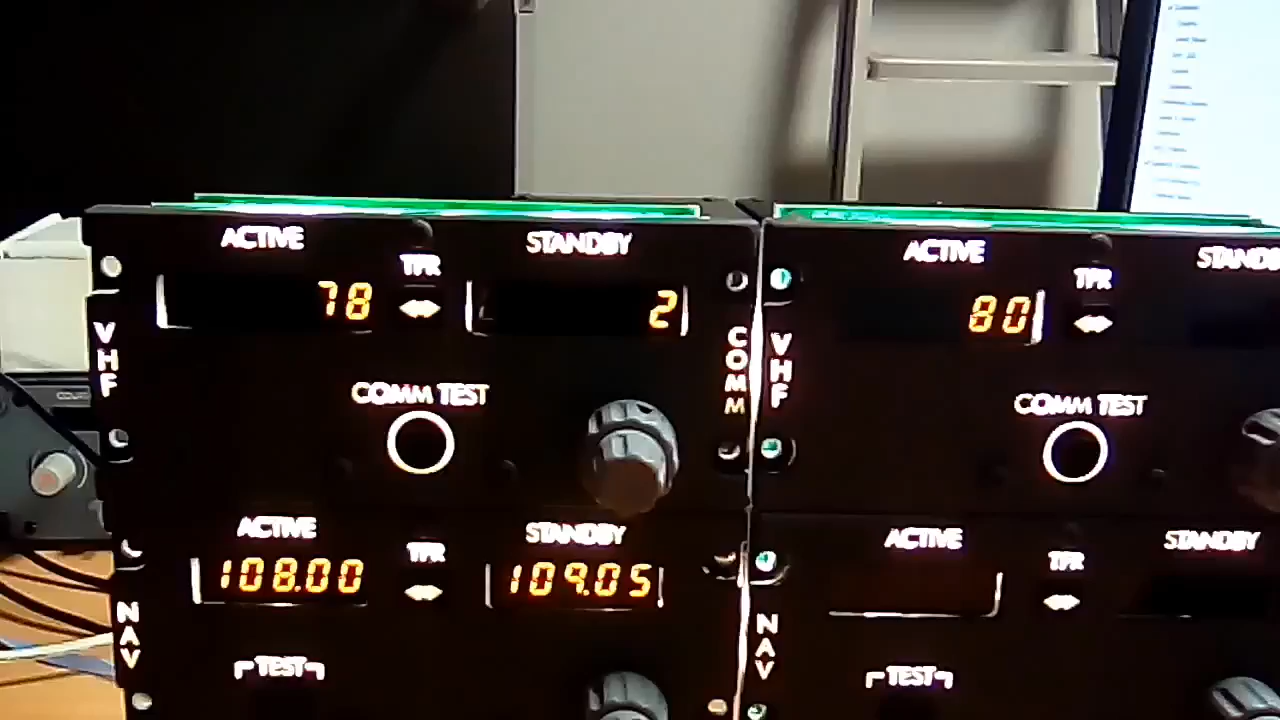 ACTIVE
STANDBY
TFR
78
2
VHF
COMM
COMM TEST
ACTIVE
STANDBY
TFR
108.00
109.05
NAV
TEST
ACTIVE
TFR
80
VHF
COMM TEST
ACTIVE
STANDBY
TFR
NAV
TEST